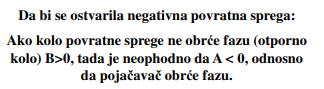 Da bi se ostvarila negativna povratna sprega:
Ako kolo povratne sprege ne obrće fazu (otporno
kolo) B>0, tada je neophodno da A < 0, odnosno
da pojačavač obrće fazu.